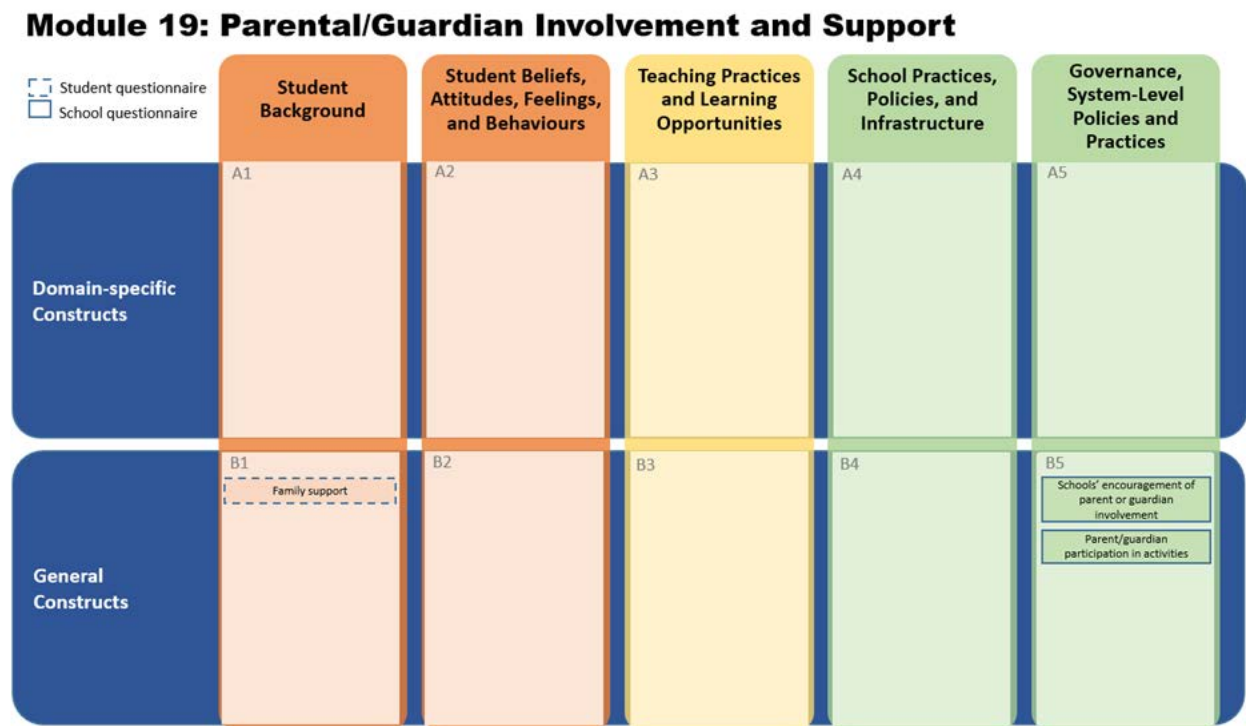 Module 19: Parental/Guardian Involvement and Support
Student questionnaire
School questionnaire
Student
Background
Student Beliefs,
Attitudes, Feelings,
and Behaviours
Teaching Practices
and Learning
Opportunities
School Practices,
Policies, and
Infrastructure
Governance,
System-Level
Policies and
Practices
Domain-specific
Constructs
A1
A2
A3
A4
A5
General
Constructs
B1
Family support
B2
B3
B4
B5
Schools' encouragement of
parent or guardian
involvement
Parent/guardian
participation in activities